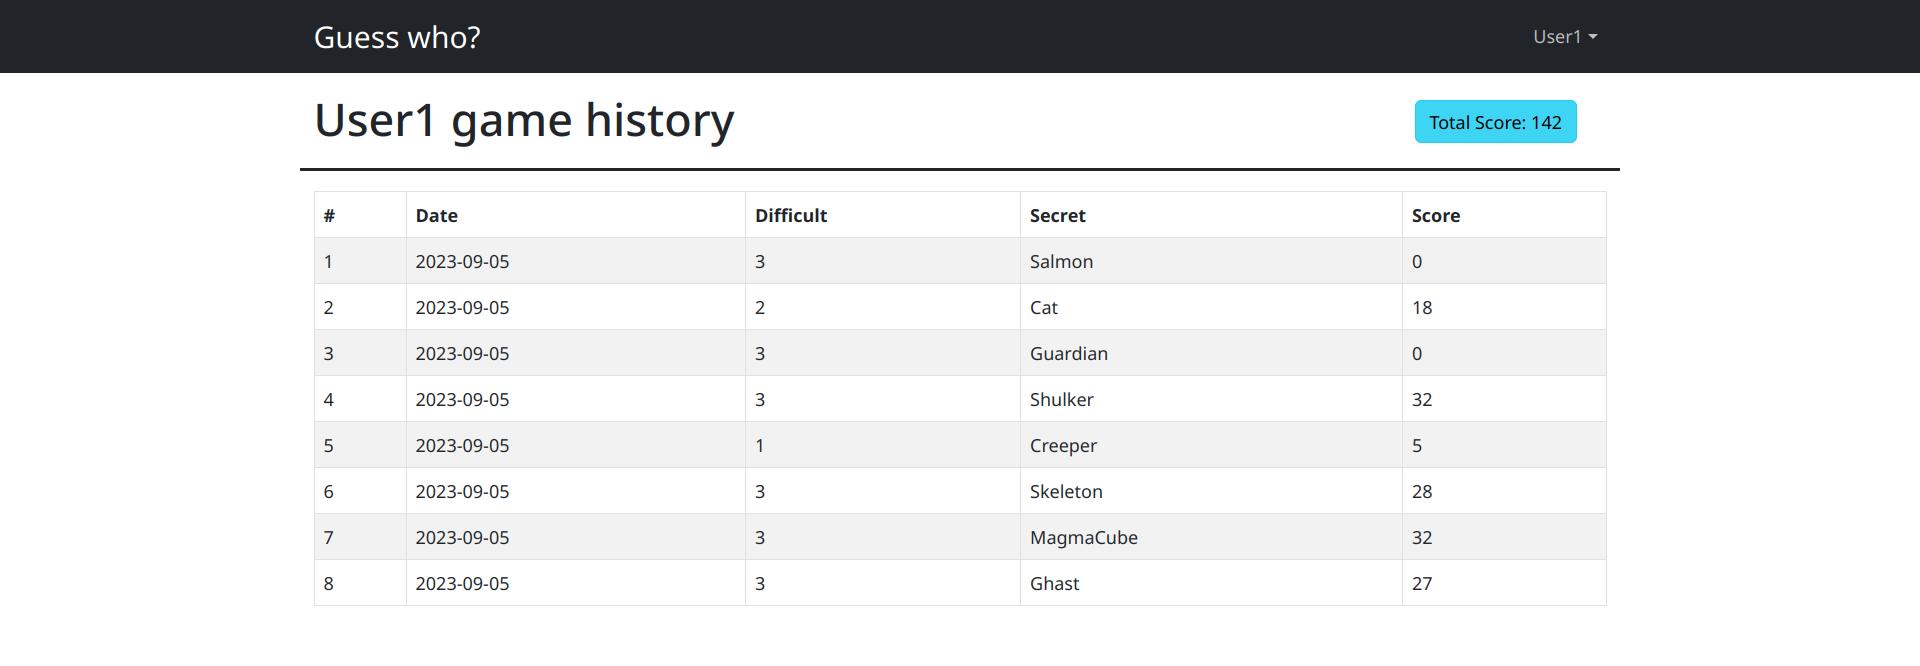 Guess who? User1
User1 game history Total Score: 142
# Date Difficult Secret Score
1 2023-09-05 3 Salmon 0
2 2023-09-05 2 Cat 18
3 2023-09-05 3 Guardian 0
4 2023-09-05 3 Shulker 32
5 2023-09-05 1 Creeper 5
6 2023-09-05 3 Skeleton 28
7 2023-09-05 3 MagmaCube 32
8 2023-09-05 3 Ghast 27